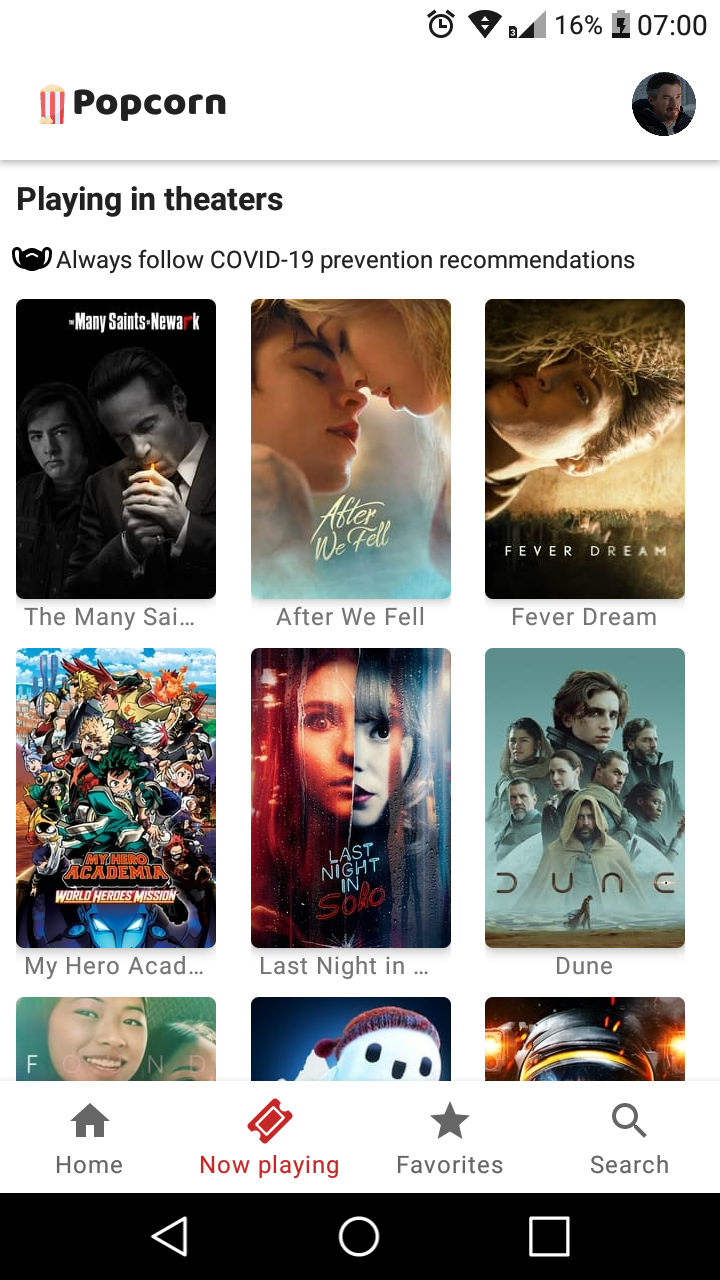 3 16% 07:00
Popcorn
Playing in theaters
Always follow COVID-19 prevention recommendations
THE Many Saints OF Newark
After
We Fell
FEVER DREAM
The Many Sai...
After We Fell
Fever Dream
MY HERO
ACADEMIA
WORLD HEROES' MISSION
LAST
NIGHT
IN
SOHO
DUNE
My Hero Acad...
Last Night in ...
Dune
FOUND
Home
Now playing
Favorites
Search